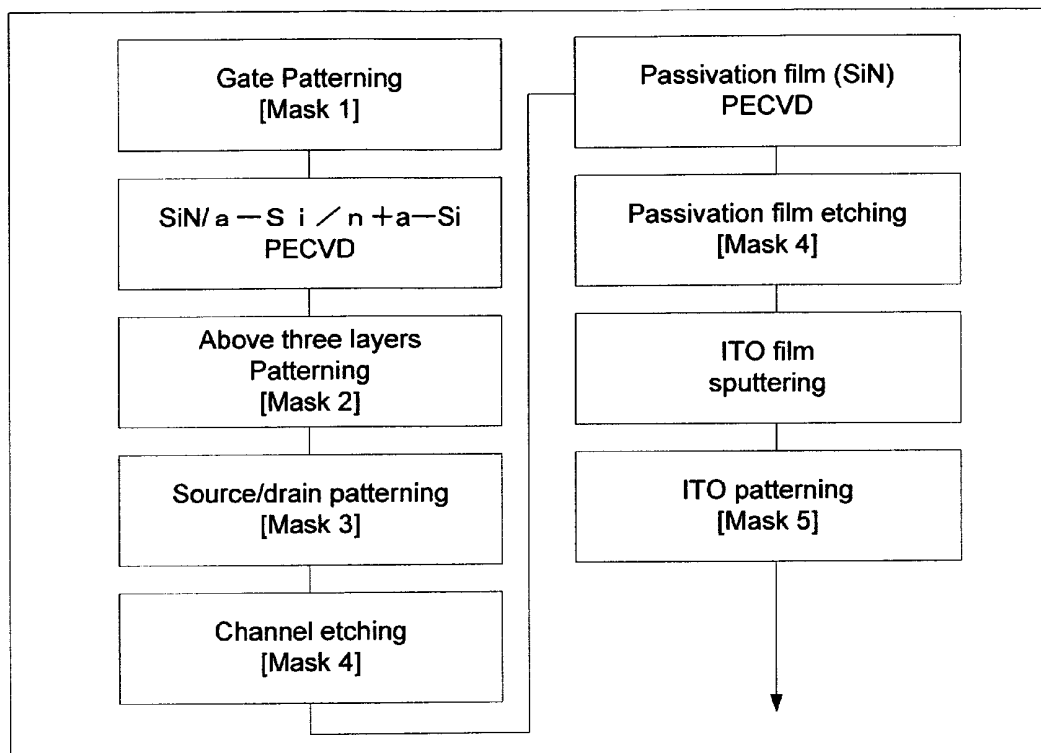 Gate Patterning
[Mask 1]
SiN/ａ－Ｓｉ／ｎ＋a－Si
PECVD
Above three layers
Patterning
[Mask 2]
Source/drain patterning
[Mask 3]
Channel etching
[Mask 4]
Passivation film (SiN)
PECVD
Passivation film etching
[Mask 4]
ITO film
sputtering
ITO patterning
[Mask 5]